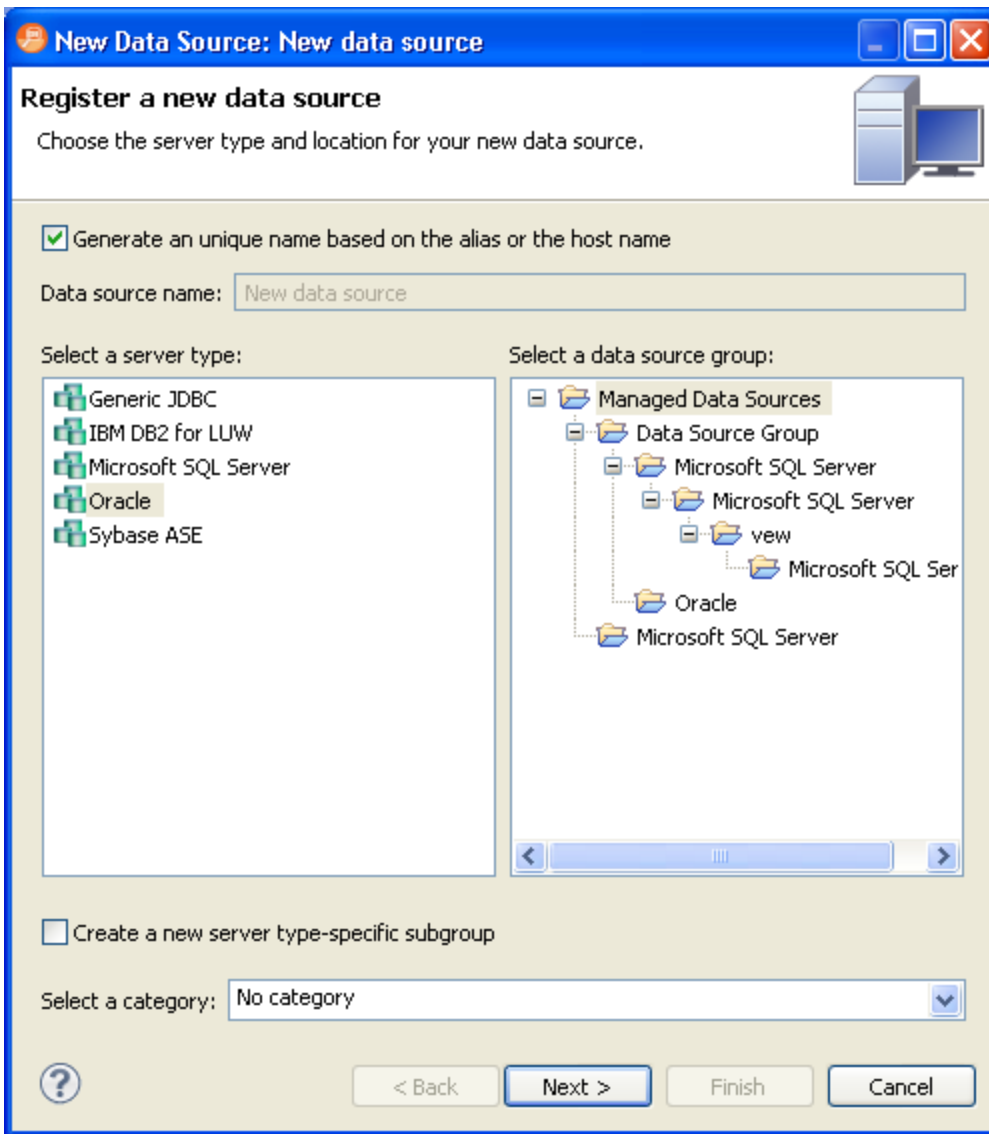 New Data Source: New data source
Register a new data source
Choose the server type and location for your new data source.
Generate an unique name based on the alias or the host name
Data source name: New data source
Select a server type:
Generic JDBC
IBM DB2 for LUW
Microsoft SQL Server
Oracle
Sybase ASE
Select a data source group:
Managed Data Sources
Data Source Group
Microsoft SQL Server
Microsoft SQL Server
vew
Microsoft SQL Ser
Oracle
Microsoft SQL Server
Create a new server type-specific subgroup
Select a category: No category
? < Back Next > Finish Cancel